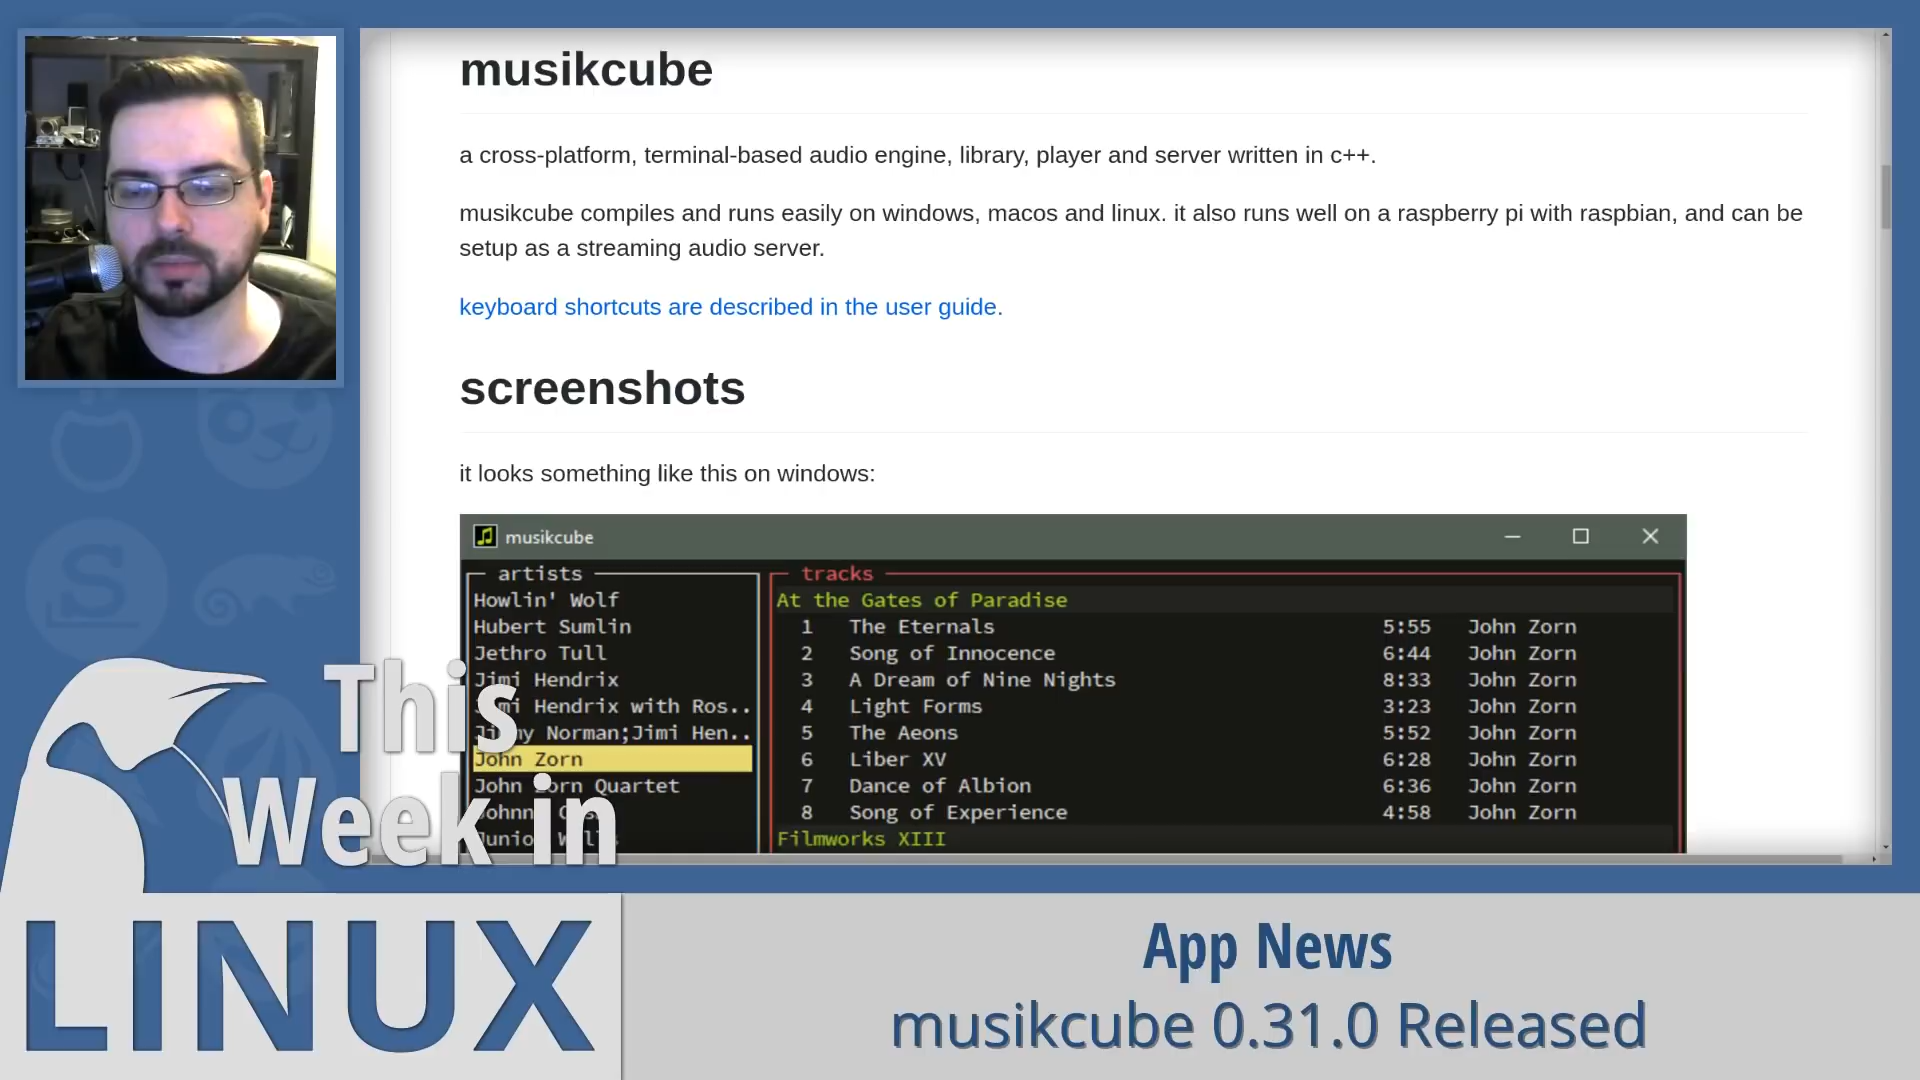 musikcube
a cross-platform, terminal-based audio engine, library, player and server written in c++.
musikcube compiles and runs easily on windows, macos and linux. it also runs well on a raspberry pi with raspbian, and can be
setup as a streaming audio server.
keyboard shortcuts are described in the user guide.
screenshots
it looks something like this on windows:
musikcube
artists
Howlin' Wolf
Hubert Sumlin
Jethro Tull
Jimi Hendrix
Jimi Hendrix with Ros..
Jimmy Norman;Jimi Hen..
John Zorn
John Zorn Quartet
tracks
At the Gates of Paradise
1 The Eternals 5:55 John Zorn
2 Song of Innocence 6:44 John Zorn
3 A Dream of Nine Nights 8:33 John Zorn
4 Light Forms 3:23 John Zorn
5 The Aeons 5:52 John Zorn
6 Liber XV 6:28 John Zorn
7 Dance of Albion 6:36 John Zorn
8 Song of Experience 4:58 John Zorn
Filmworks XIII
This
Week in
LINUX
App News
musikcube 0.31.0 Released